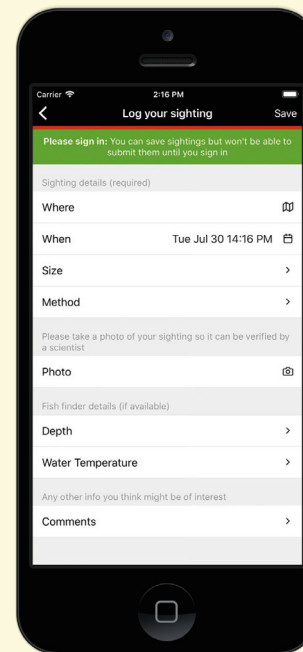 Carrier 2:16 PM
Log your sighting Save
Please sign in: You can save sightings but won't be able to
submit them until you sign in
Sighting details (required)
Where
When Tue Jul 30 14:16 PM
Size
Method
Please take a photo of your sighting so it can be verified by
a scientist
Photo
Fish finder details (if available)
Depth
Water Temperature
Any other info you think might be of interest
Comments